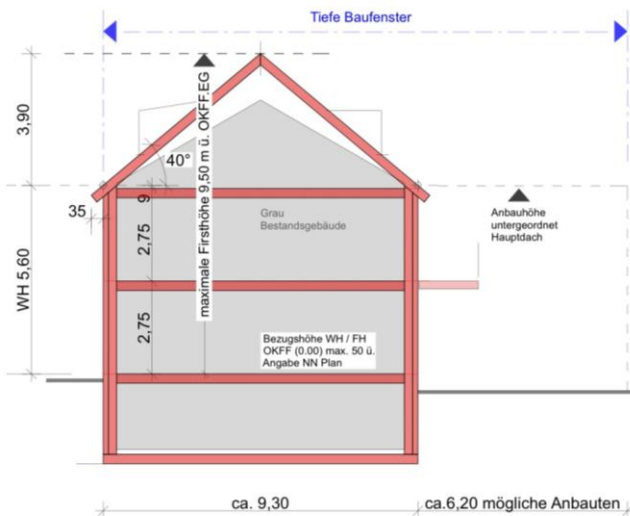 Tiefe Baufenster
3,90
maximale Firsthöhe 9,50 m ü. OKFF.EG
40°
35
9
Grau
Bestandsgebäude
Anbauhöhe
untergeordnet
Hauptdach
WH 5,60
2,75
2,75
Bezugshöhe WH / FH
OKFF (0.00) max. 50 ü.
Angabe NN Plan
ca. 9,30
ca.6,20 mögliche Anbauten